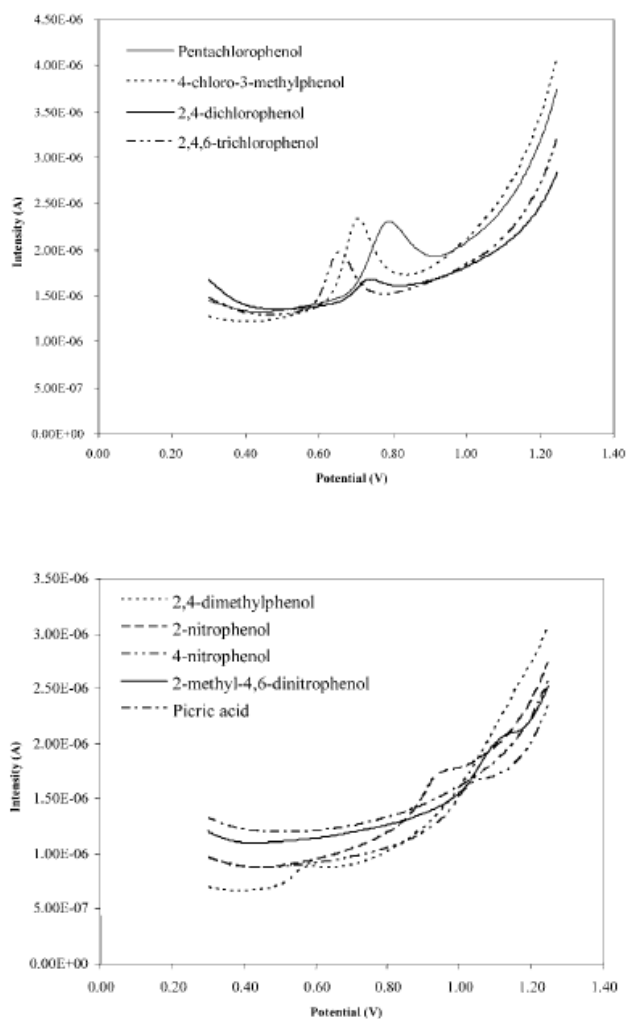 4.50E-06
Pentachlorophenol
4.00E-06
4-chloro-3-methylphenol
3.50E-06
2,4-dichlorophenol
3.00E-06
2,4,6-trichlorophenol
2.50E-06
Intensity (A)
2.00E-06
1.50E-06
1.00E-06
5.00E-07
0.00E+00
0.00 0.20 0.40 0.60 0.80 1.00 1.20 1.40
Potential (V)
3.50E-06
2,4-dimethylphenol
3.00E-06
2-nitrophenol
4-nitrophenol
2.50E-06
2-methyl-4,6-dinitrophenol
Picric acid
2.00E-06
Intensity (A)
1.50E-06
1.00E-06
5.00E-07
0.00E+00
0.00 0.20 0.40 0.60 0.80 1.00 1.20 1.40
Potential (V)